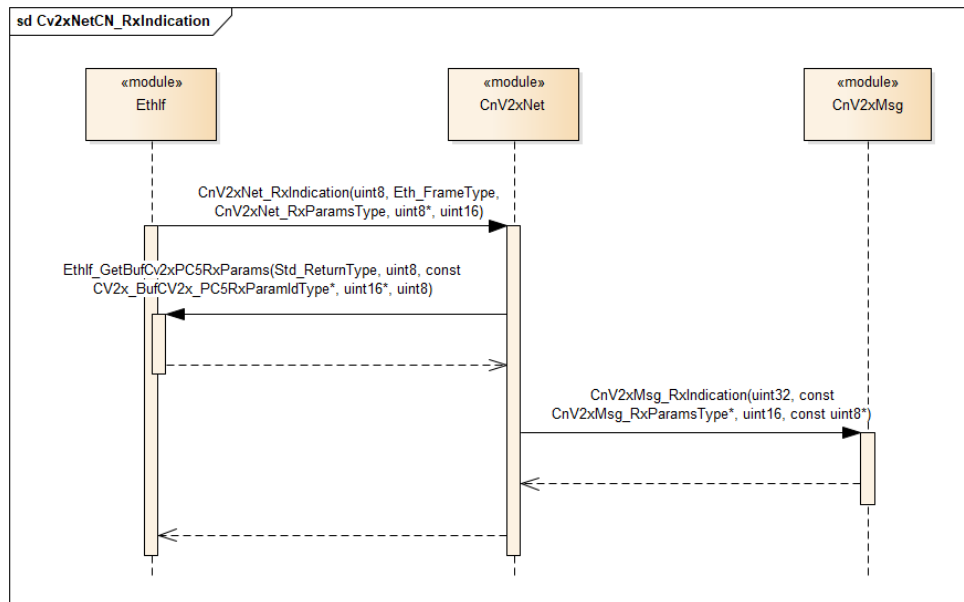 sd Cv2xNetCN_RxIndication
«module»
EthIf
«module»
CnV2xNet
«module»
CnV2xMsg
CnV2xNet_RxIndication(uint8, Eth_FrameType,
CnV2xNet_RxParamsType, uint8*, uint16)
EthIf_GetBufCv2xPC5RxParams(Std_ReturnType, uint8, const
CV2x_BufCV2x_PC5RxParamIdType*, uint16*, uint8)
CnV2xMsg_RxIndication(uint32, const
CnV2xMsg_RxParamsType*, uint16, const uint8*)